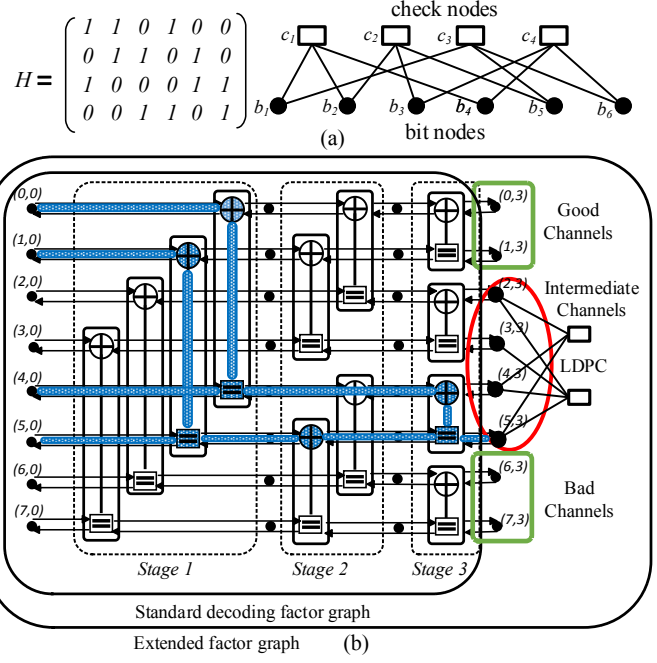 check nodes
c1 c2 c3 c4
H =
1 1 0 1 0 0
0 1 1 0 1 0
1 0 0 0 1 1
0 0 1 1 0 1
b1 b2 b3 b4 b5 b6
(a)
bit nodes
(0,0) (0,3)
Good
Channels
(1,0) (1,3)
(2,0) (2,3) Intermediate
Channels
(3,0) (3,3)
LDPC
(4,0) (4,3)
(5,0) (5,3)
(6,0) (6,3)
Bad
Channels
(7,0) (7,3)
Stage 1 Stage 2 Stage 3
Standard decoding factor graph
Extended factor graph (b)